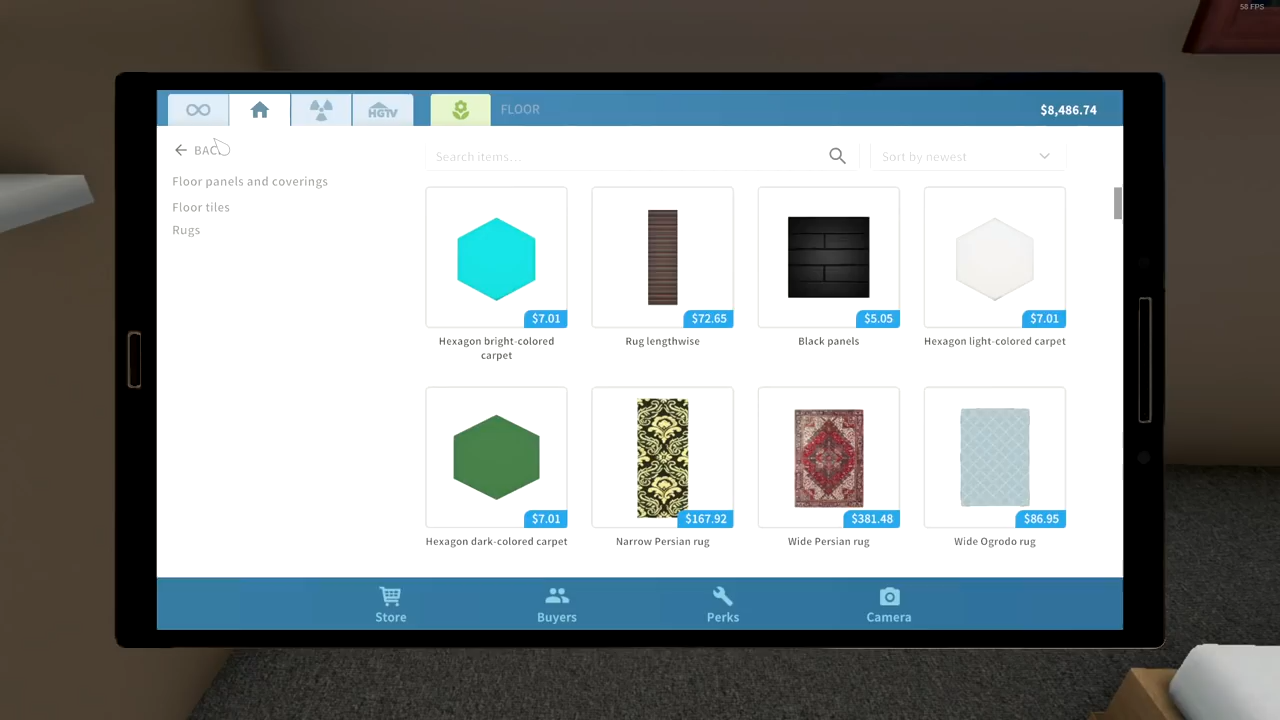 58 FPS
HGTV
FLOOR
$8,486.74
BAC
Search items...
Sort by newest
Floor panels and coverings
Floor tiles
Rugs
$7.01
$72.65
$5.05
$7.01
Hexagon bright-colored
carpet
Rug lengthwise
Black panels
Hexagon light-colored carpet
$7.01
$167.92
$381.48
$86.95
Hexagon dark-colored carpet
Narrow Persian rug
Wide Persian rug
Wide Ogrodo rug
Store
Buyers
Perks
Camera